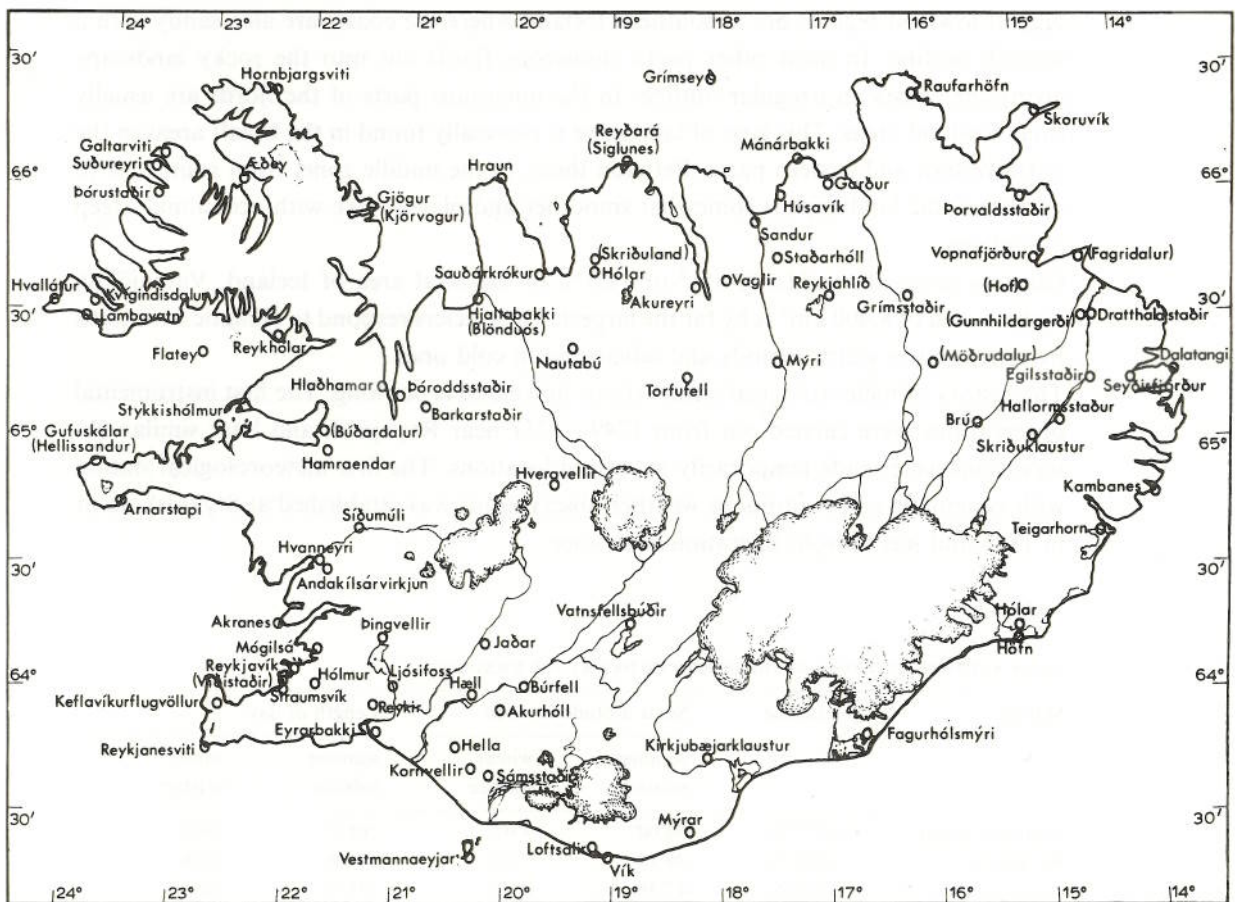 24° 23° 22° 21° 20° 19° 18° 17° 16° 15° 14°
30′
30′
Hornbjargsviti
Grímsey
Raufarhöfn
Skoruvík
Galtarviti
Suðureyri
Æðey
Reyðará
(Siglunes)
Mánárbakki
Hraun
66°
66°
Garður
Þórustaðir
Gjögur
(Kjörvogur)
Húsavík
Þorvaldsstaðir
Sandur
(Skriðuland)
Staðarhóll
Vopnafjörður
(Fagridalur)
Sauðárkrókur
Hólar
Vaglir
Reykjahlíð
(Hof)
Hvallátur
Kvígindisdalur
Akureyri
Grímsstaðir
30′
30′
Lambavatn
Hjaltabakki
(Blönduós)
(Gunnhildargerði)
Dratthalastaðir
Flatey
Reykhólar
Nautabú
Mýri
(Möðrudalur)
Dalatangi
Egilsstaðir
Seyðisfjörður
Hlaðhamar
Þóroddsstaðir
Torfufell
Stykkishólmur
Barkarstaðir
Hallormsstaður
Brú
Gufuskálar
(Hellissandur)
(Búðardalur)
65°
65°
Skriðuklaustur
Hamraendar
Hveravellir
Kambanes
Arnarstapi
Síðumúli
Teigarhorn
Hvanneyri
30′
30′
Andakílsárvirkjun
Akranes
Þingvellir
Vatnsfellsbúðir
Hólar
Höfn
Mógilsá
Jaðar
Reykjavík
(Vífilstaðir)
Hólmur
Ljósifoss
Hæll
Búrfell
64°
64°
Keflavíkurflugvöllur
Straumsvík
Reykir
Akurhóll
Eyrarbakki
Fagurhólsmýri
Reykjanesviti
Hella
Kirkjubæjarklaustur
Kornvellir
Sámsstaðir
30′
30′
Mýrar
Vestmannaeyjar
Loftsalir
Vík
24° 23° 22° 21° 20° 19° 18° 17° 16° 15° 14°